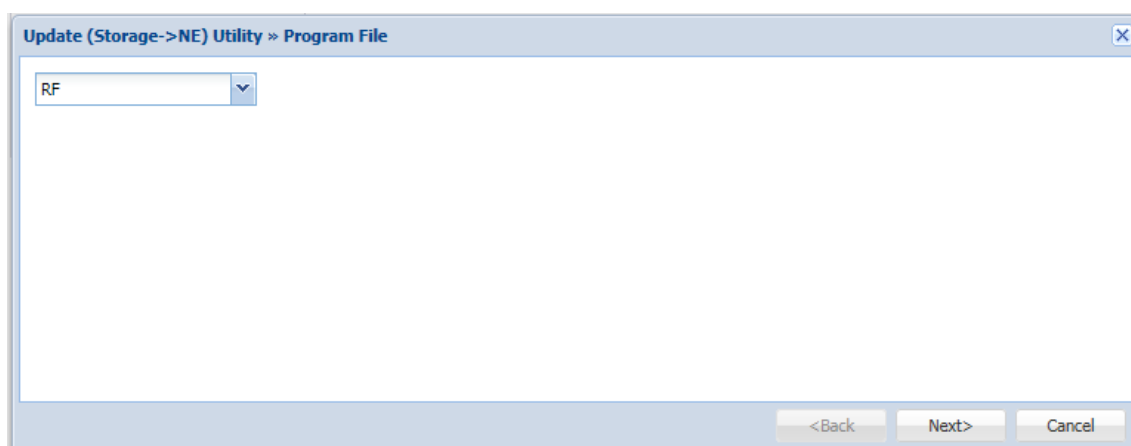 Update (Storage->NE) Utility » Program File
RF
<Back Next> Cancel